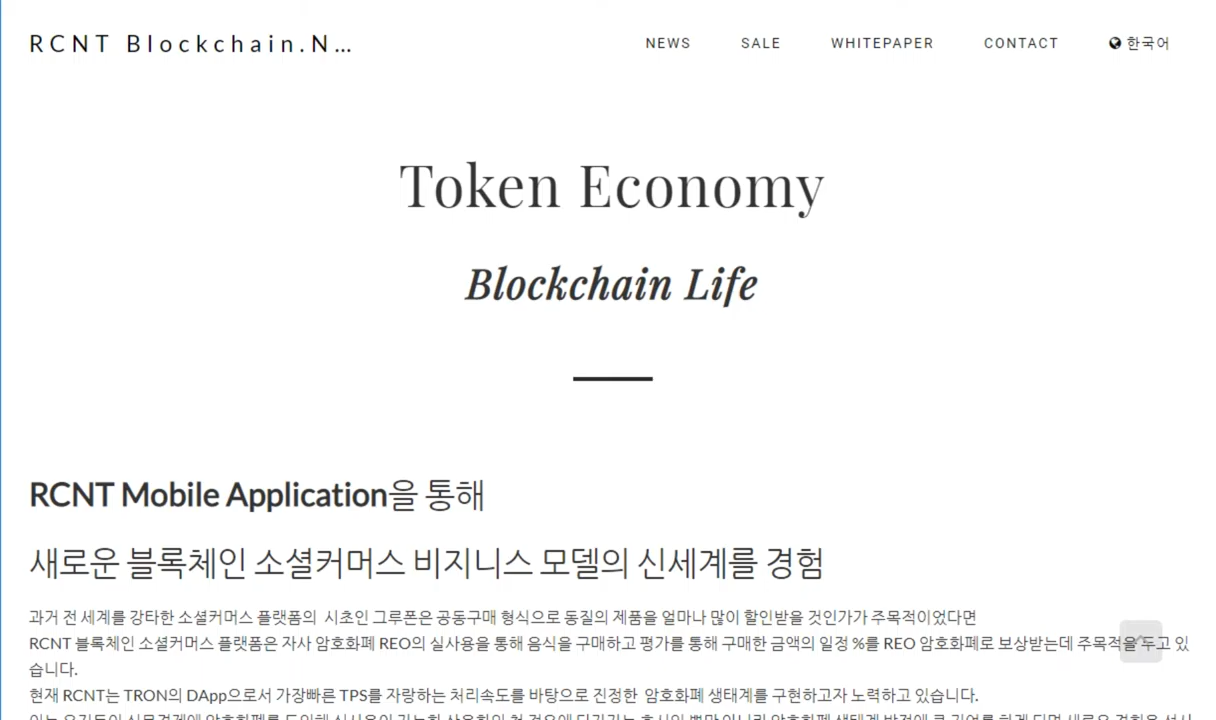 RCNT Blockchain.N...
NEWS SALE WHITEPAPER CONTACT 한국어
Token Economy
Blockchain Life
RCNT Mobile Application을 통해
새로운 블록체인 소셜커머스 비지니스 모델의 신세계를 경험
과거 전 세계를 강타한 소셜커머스 플랫폼의 시초인 그루폰은 공동구매 형식으로 동질의 제품을 얼마나 많이 할인받을 것인가가 주목적이었다면
RCNT 블록체인 소셜커머스 플랫폼은 자사 암호화폐 REO의 실사용을 통해 음식을 구매하고 평가를 통해 구매한 금액의 일정 %를 REO 암호화폐로 보상받는데 주목적을 두고 있
습니다.
현재 RCNT는 TRON의 DApp으로서 가장빠른 TPS를 자랑하는 처리속도를 바탕으로 진정한 암호화폐 생태계를 구현하고자 노력하고 있습니다.